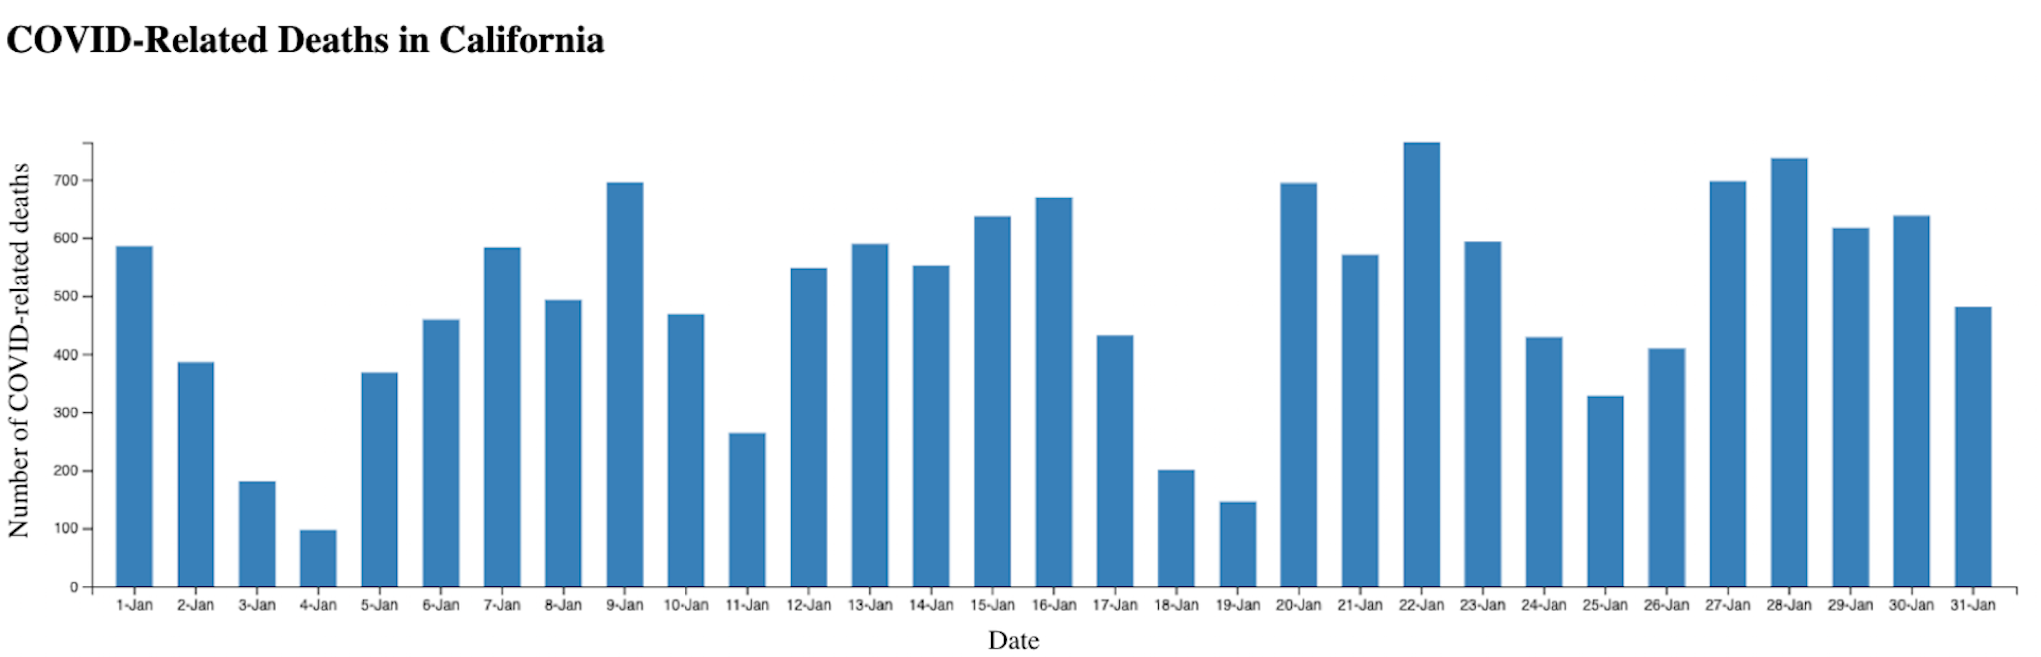 COVID-Related Deaths in California
Number of COVID-related deaths
700
600
500
400
300
200
100
0
1-Jan 2-Jan 3-Jan 4-Jan 5-Jan 6-Jan 7-Jan 8-Jan 9-Jan 10-Jan 11-Jan 12-Jan 13-Jan 14-Jan 15-Jan 16-Jan 17-Jan 18-Jan 19-Jan 20-Jan 21-Jan 22-Jan 23-Jan 24-Jan 25-Jan 26-Jan 27-Jan 28-Jan 29-Jan 30-Jan 31-Jan
Date